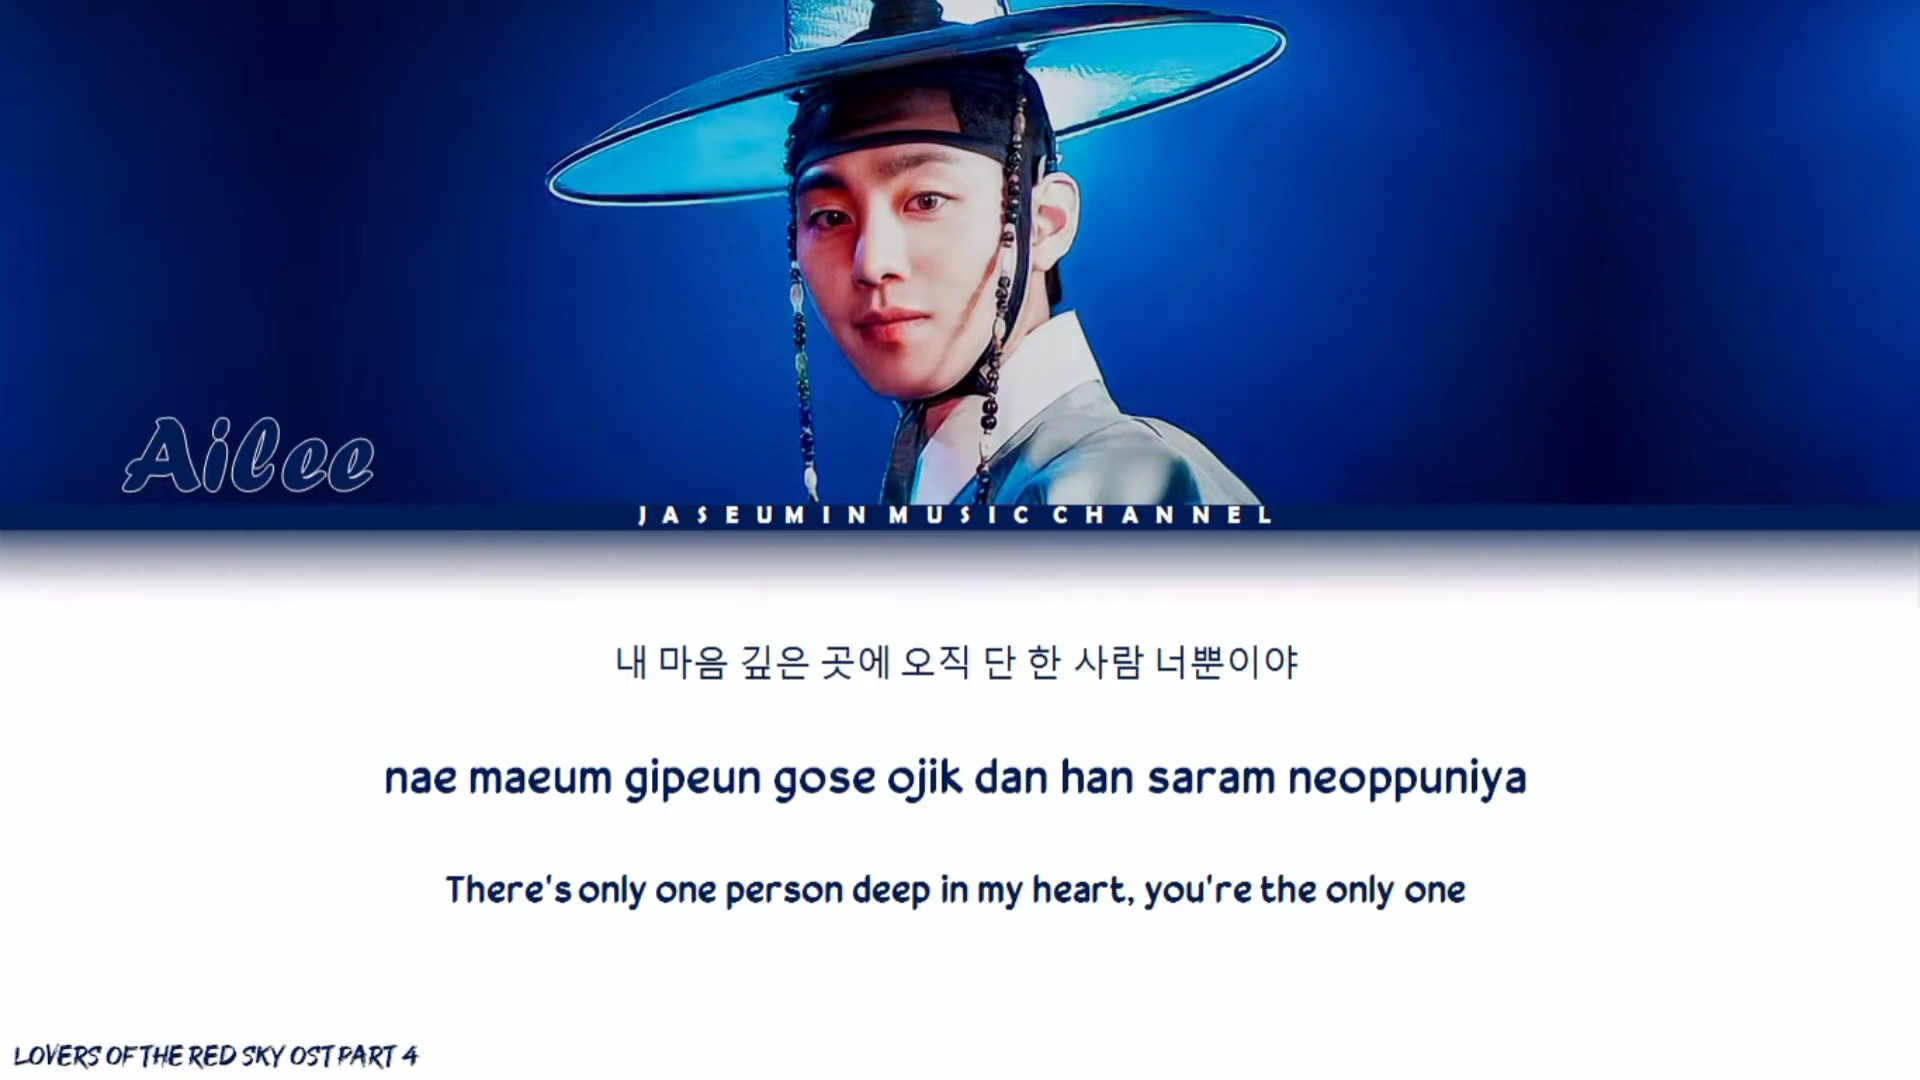 Ailee
JASEUMIN MUSIC CHANNEL
내 마음 깊은 곳에 오직 단 한 사람 너뿐이야
nae maeum gipeun gose ojik dan han saram neoppuniya
There's only one person deep in my heart, you're the only one
LOVERS OF THE RED SKY OST PART 4